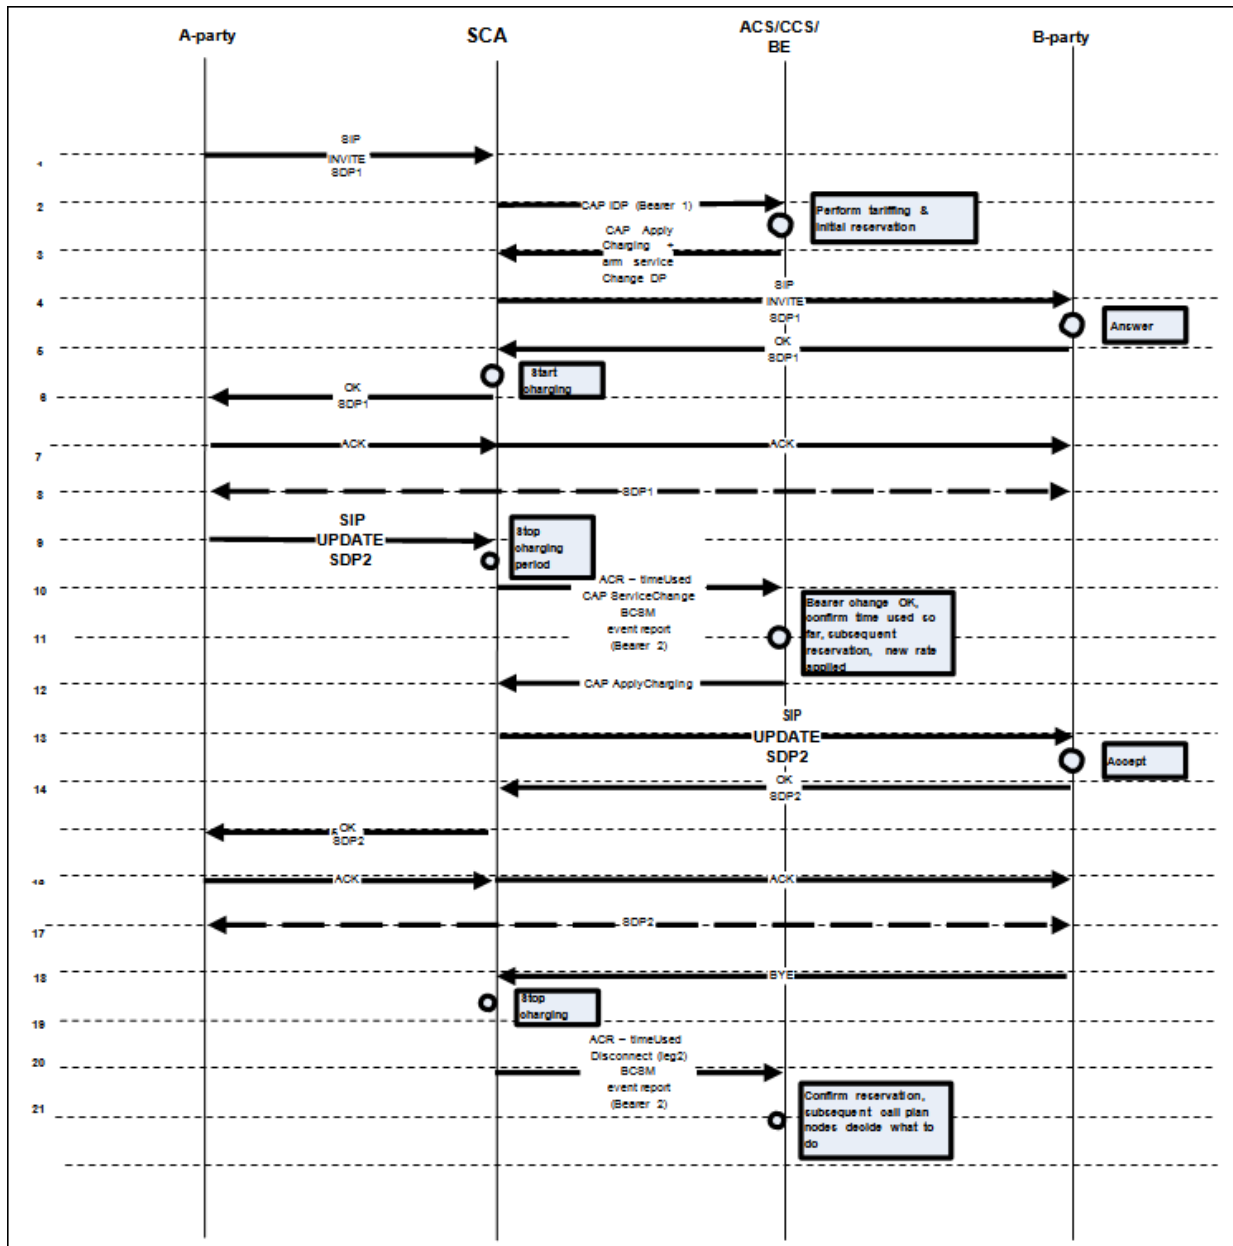 A-party
SCA
ACS/CCS/
BE
B-party
1
SIP
INVITE
SDP1
2
CAP IDP (Bearer 1)
Perform tariffing &
initial reservation
3
CAP Apply
Charging +
arm service
Change DP
4
SIP
INVITE
SDP1
Answer
5
OK
SDP1
Start
charging
6
OK
SDP1
7
ACK
ACK
8
SDP1
9
SIP
UPDATE
SDP2
Stop
charging
period
10
ACR – timeUsed
CAP ServiceChange
BCSM
event report
(Bearer 2)
11
Bearer change OK,
confirm time used so
far, subsequent
reservation, new rate
applied
12
CAP ApplyCharging
13
SIP
UPDATE
SDP2
Accept
14
OK
SDP2
OK
SDP2
ACK
ACK
17
SDP2
18
BYE
Stop
charging
19
20
ACR – timeUsed
Disconnect (leg2)
BCSM
event report
(Bearer 2)
21
Confirm reservation,
subsequent call plan
nodes decide what to
do